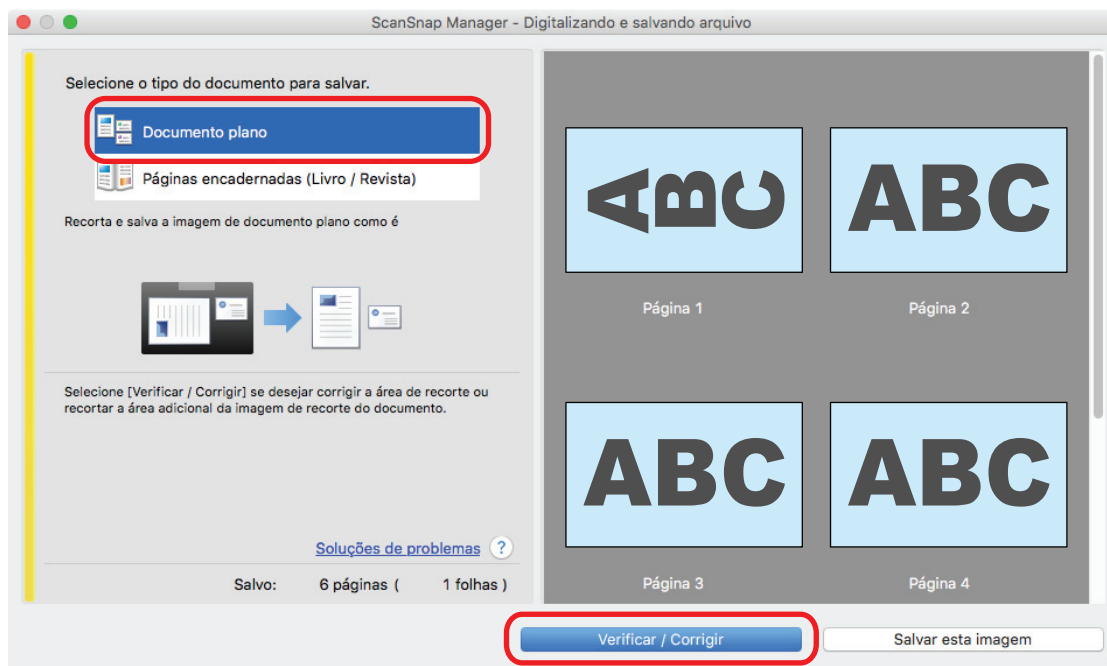 ScanSnap Manager - Digitalizando e salvando arquivo
Selecione o tipo do documento para salvar.
Documento plano
Páginas encadernadas (Livro / Revista)
Recorta e salva a imagem de documento plano como é
Selecione [Verificar / Corrigir] se desejar corrigir a área de recorte ou
recortar a área adicional da imagem de recorte do documento.
Soluções de problemas ?
Salvo: 6 páginas ( 1 folhas )
ABC
ABC
Página 1
Página 2
ABC
ABC
Página 3
Página 4
Verificar / Corrigir
Salvar esta imagem